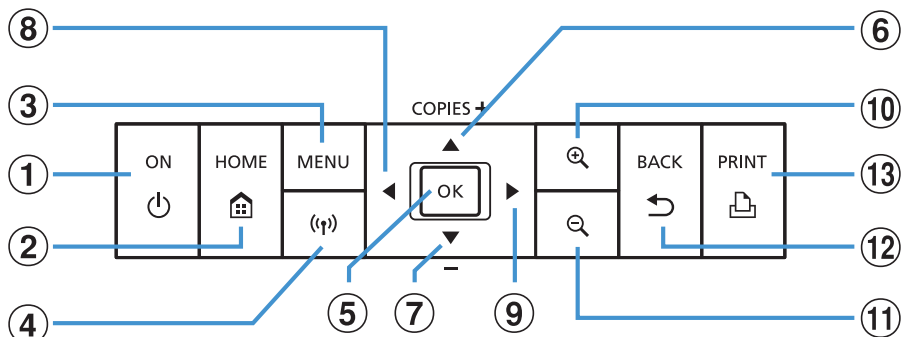 ⑧ ⑥
③ COPIES + ⑩
① ON HOME MENU OK BACK PRINT ⑬
② ⑫
−
④ ⑤ ⑦ ⑨ ⑪